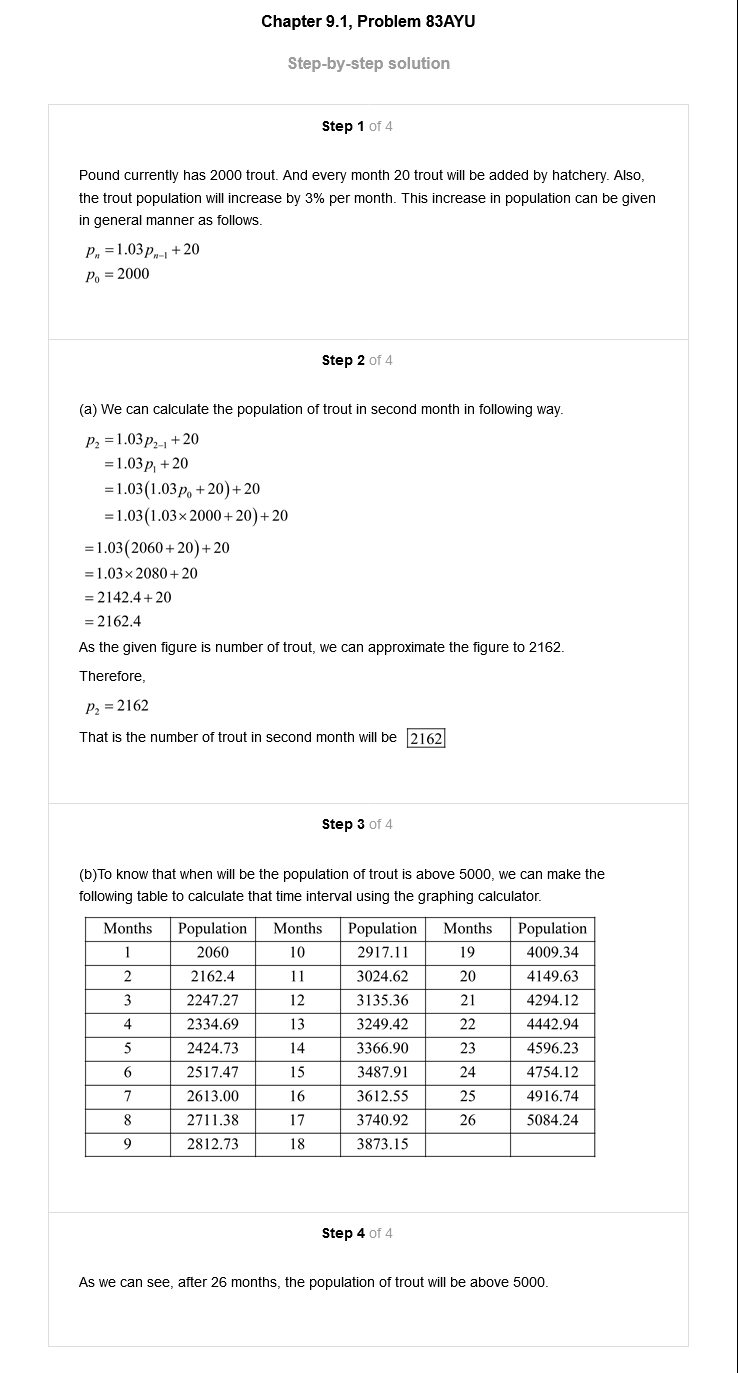 Chapter 9.1, Problem 83AYU
Step-by-step solution
Step 1 of 4
Pound currently has 2000 trout. And every month 20 trout will be added by hatchery. Also,
the trout population will increase by 3% per month. This increase in population can be given
in general manner as follows.
pₙ = 1.03pₙ₋₁ + 20
p₀ = 2000
Step 2 of 4
(a) We can calculate the population of trout in second month in following way.
p₂ = 1.03p₂₋₁ + 20
= 1.03p₁ + 20
= 1.03(1.03p₀ + 20) + 20
= 1.03(1.03×2000 + 20) + 20
= 1.03(2060 + 20) + 20
= 1.03×2080 + 20
= 2142.4 + 20
= 2162.4
As the given figure is number of trout, we can approximate the figure to 2162.
Therefore,
p₂ = 2162
That is the number of trout in second month will be 2162
Step 3 of 4
(b)To know that when will be the population of trout is above 5000, we can make the
following table to calculate that time interval using the graphing calculator.
Months Population Months Population Months Population
1 2060 10 2917.11 19 4009.34
2 2162.4 11 3024.62 20 4149.63
3 2247.27 12 3135.36 21 4294.12
4 2334.69 13 3249.42 22 4442.94
5 2424.73 14 3366.90 23 4596.23
6 2517.47 15 3487.91 24 4754.12
7 2613.00 16 3612.55 25 4916.74
8 2711.38 17 3740.92 26 5084.24
9 2812.73 18 3873.15
Step 4 of 4
As we can see, after 26 months, the population of trout will be above 5000.